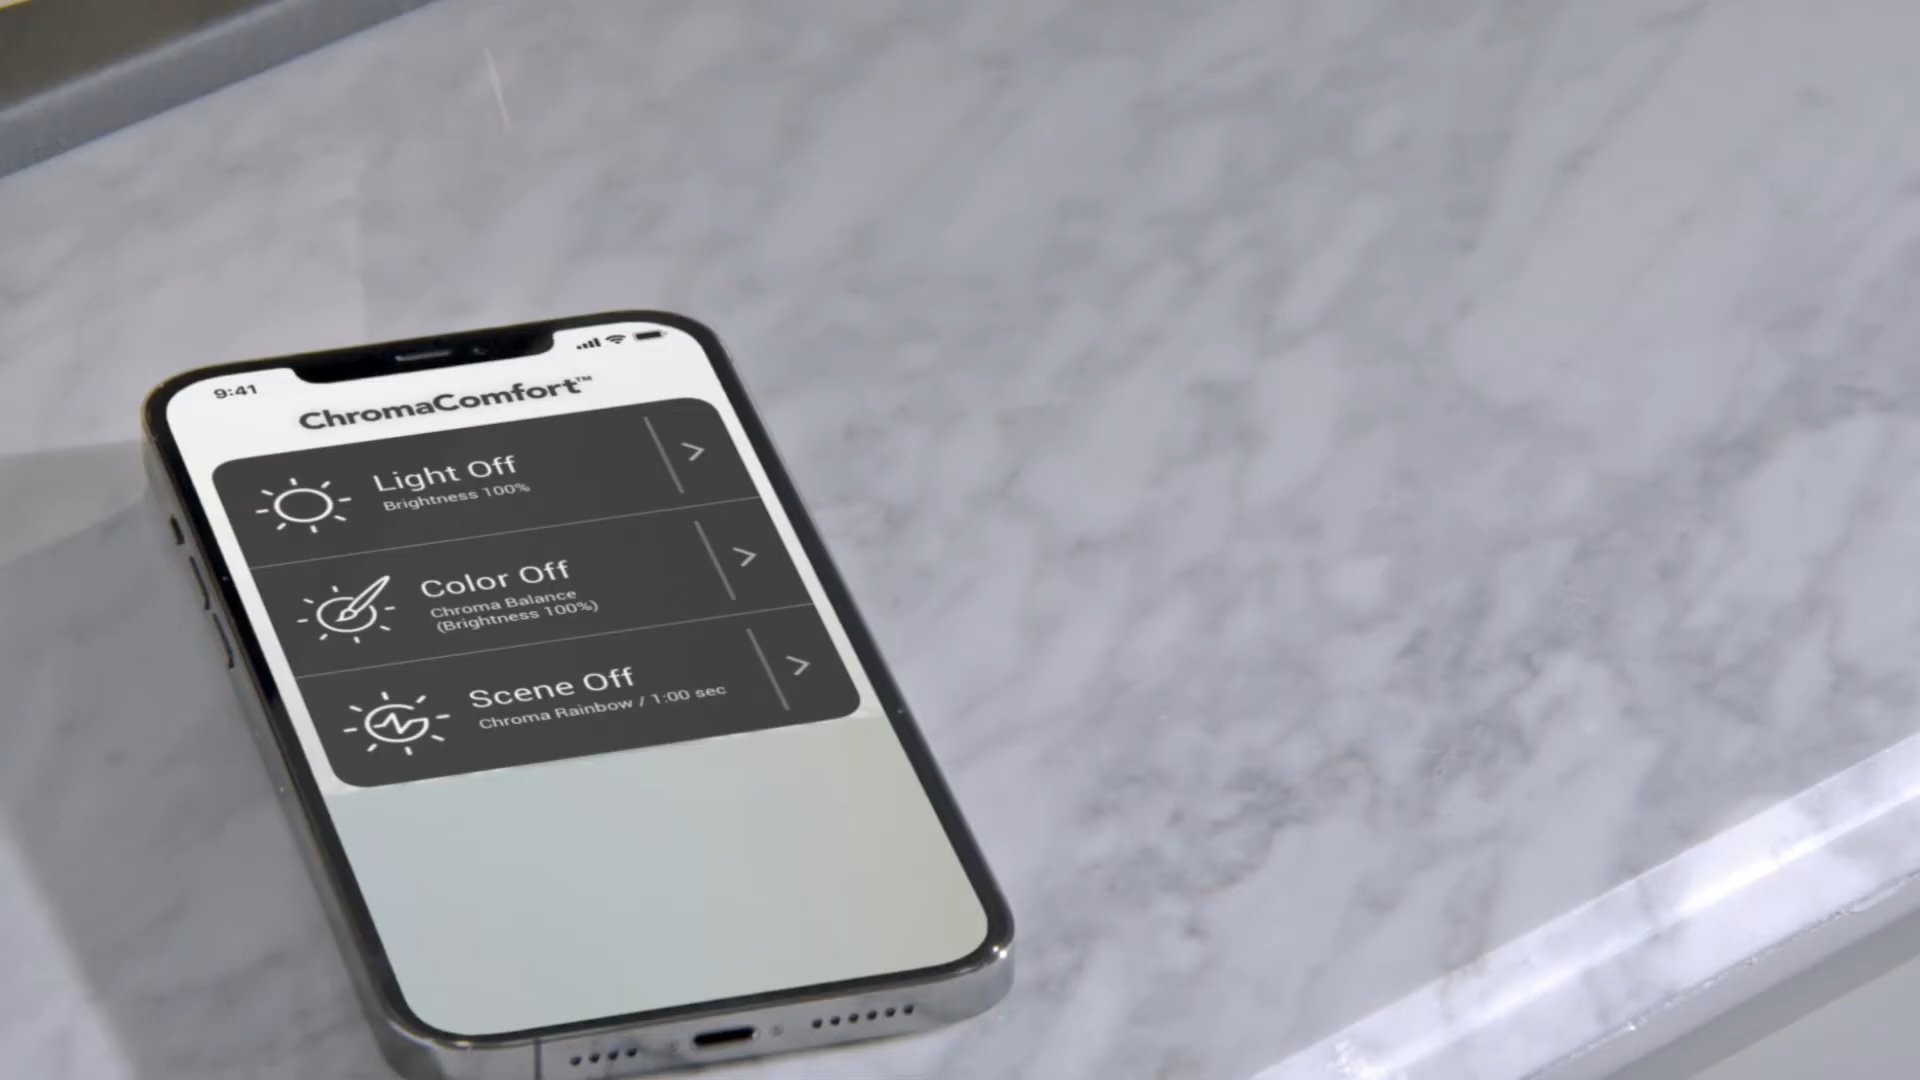 9:41
ChromaComfort™
Light Off
Brightness 100%
Color Off
Chroma Balance
(Brightness 100%)
Scene Off
Chroma Rainbow / 1:00 sec